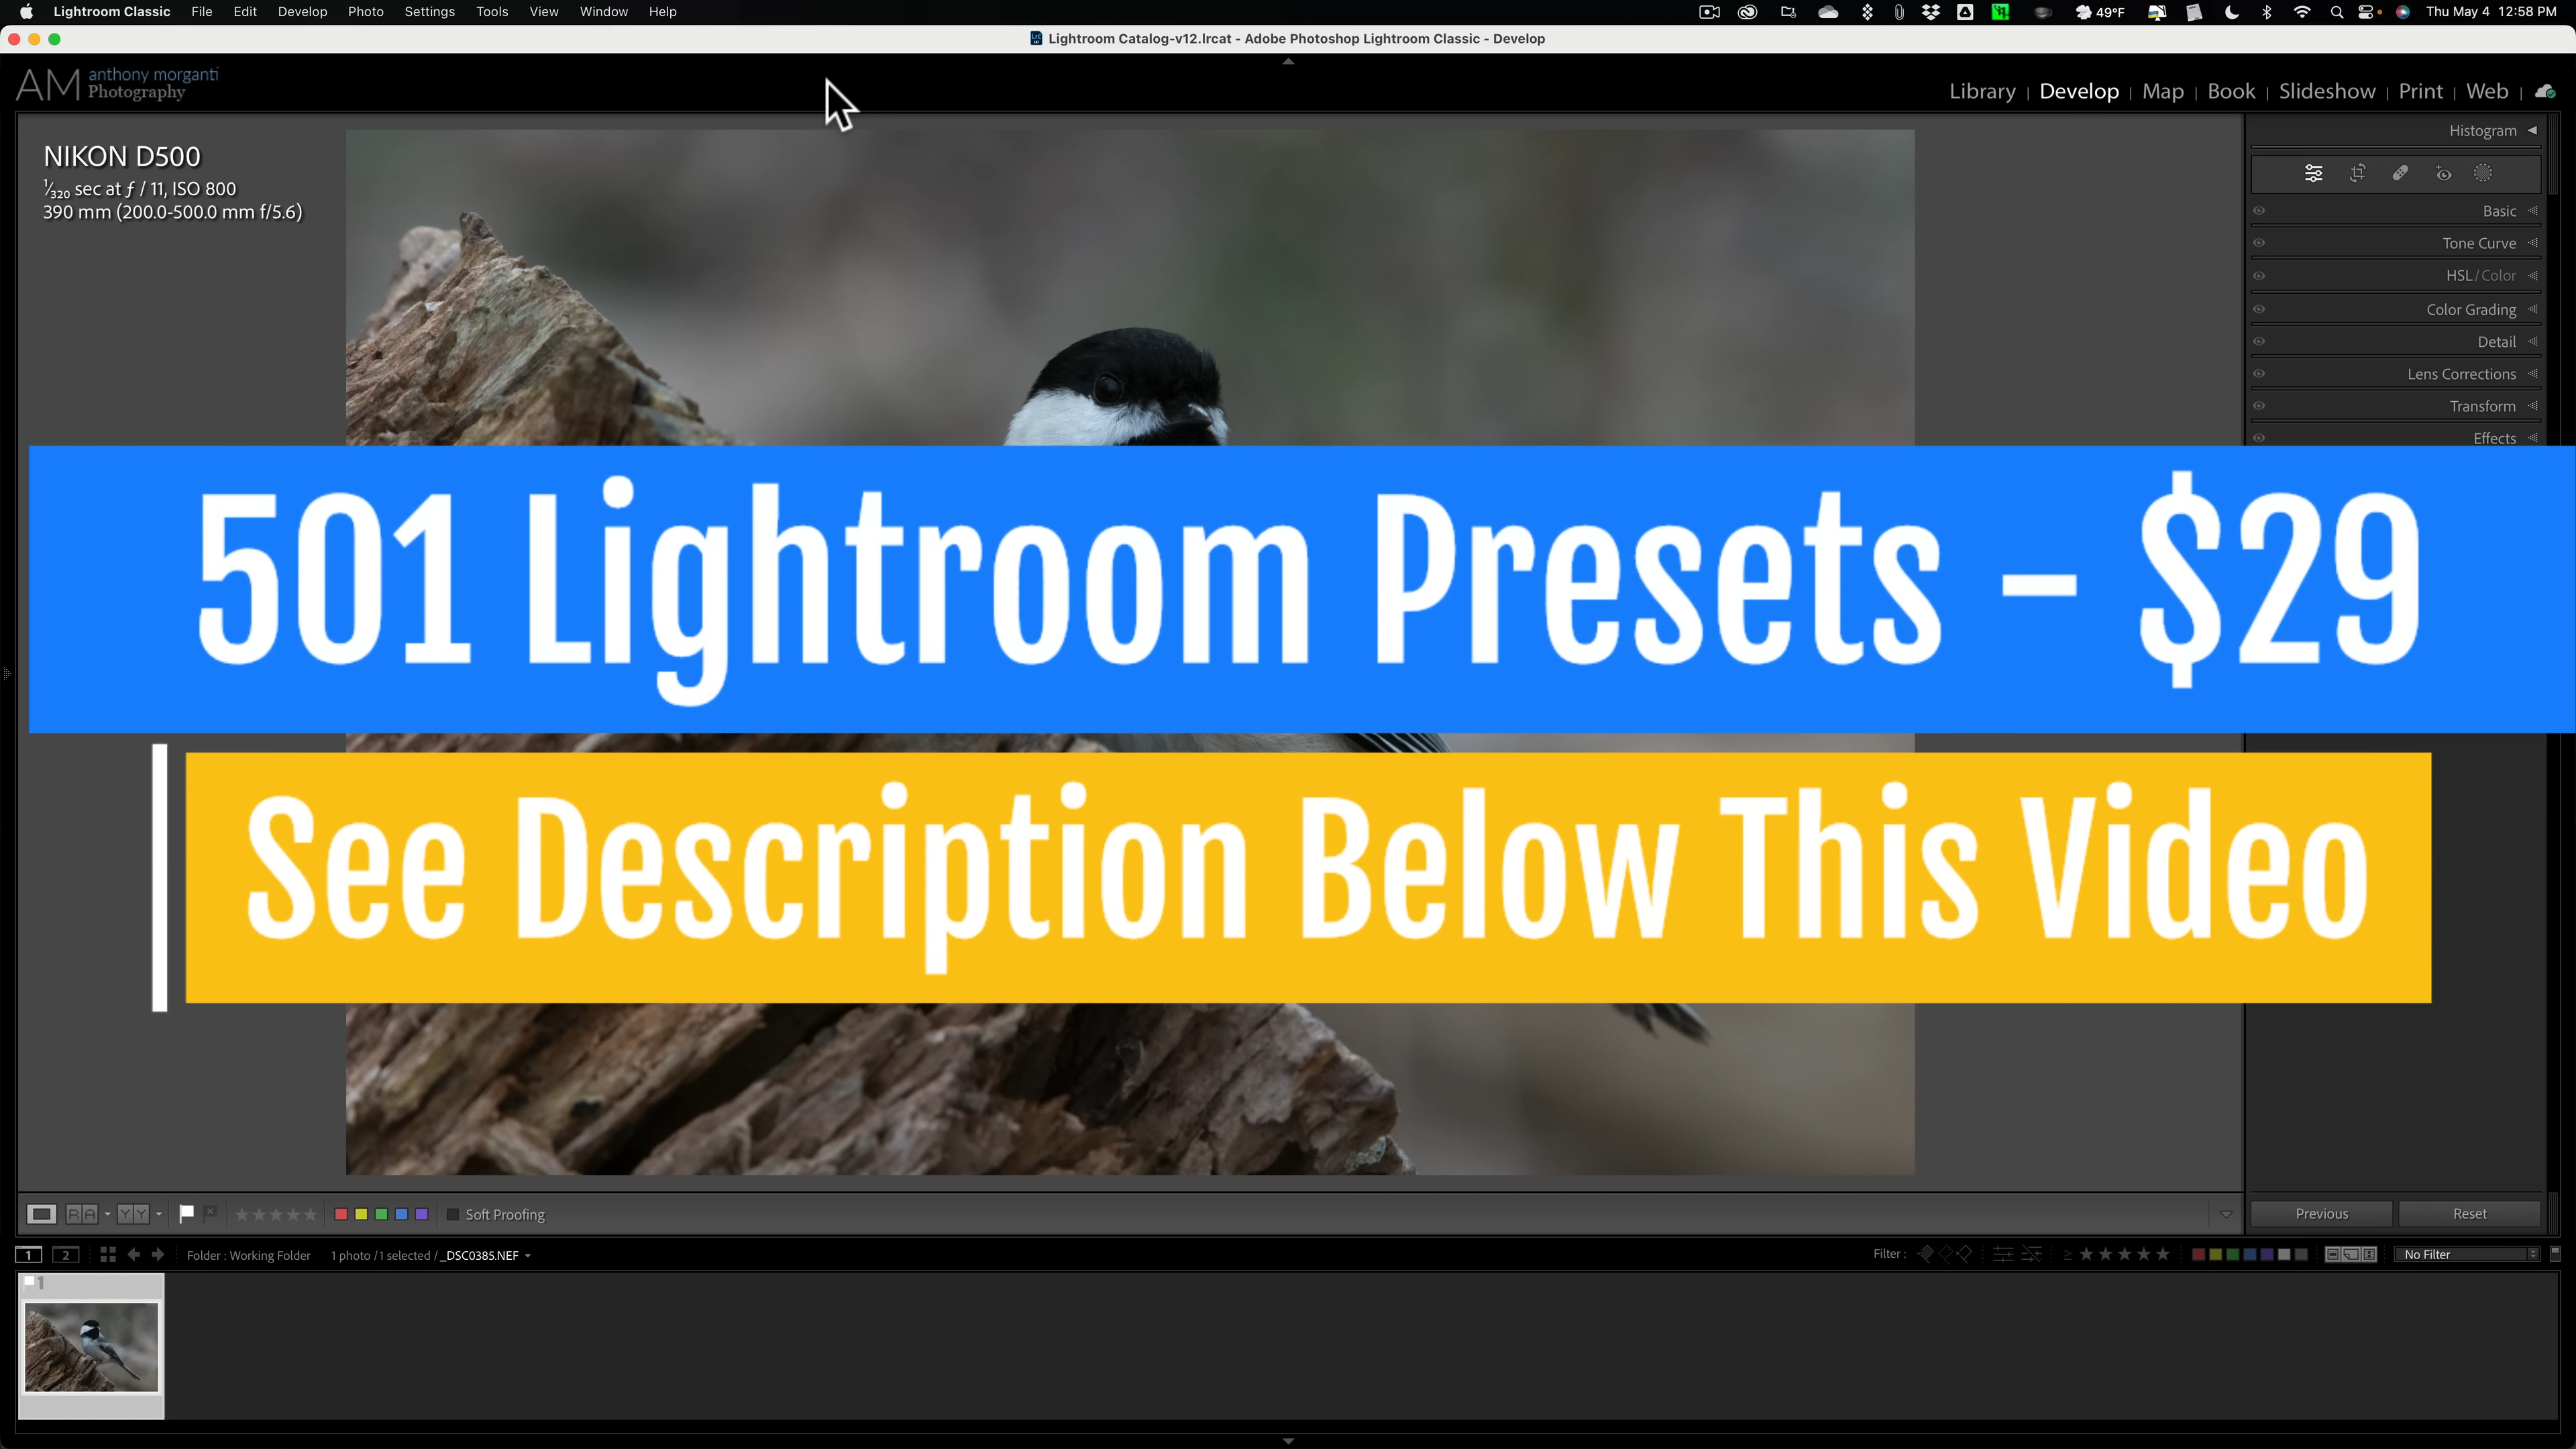 Lightroom Classic File Edit Develop Photo Settings Tools View Window Help 49°F Thu May 4 12:58 PM
Lightroom Catalog-v12.lrcat - Adobe Photoshop Lightroom Classic - Develop
AM anthony morganti
Photography
Library | Develop | Map | Book | Slideshow | Print | Web |
NIKON D500
1/320 sec at ƒ / 11, ISO 800
390 mm (200.0-500.0 mm f/5.6)
Histogram
Basic
Tone Curve
HSL / Color
Color Grading
Detail
Lens Corrections
Transform
Effects
501 Lightroom Presets - $29
See Description Below This Video
R A Y Y Soft Proofing
Previous Reset
1 2 Folder : Working Folder 1 photo / 1 selected / _DSC0385.NEF Filter : ≥ No Filter
1